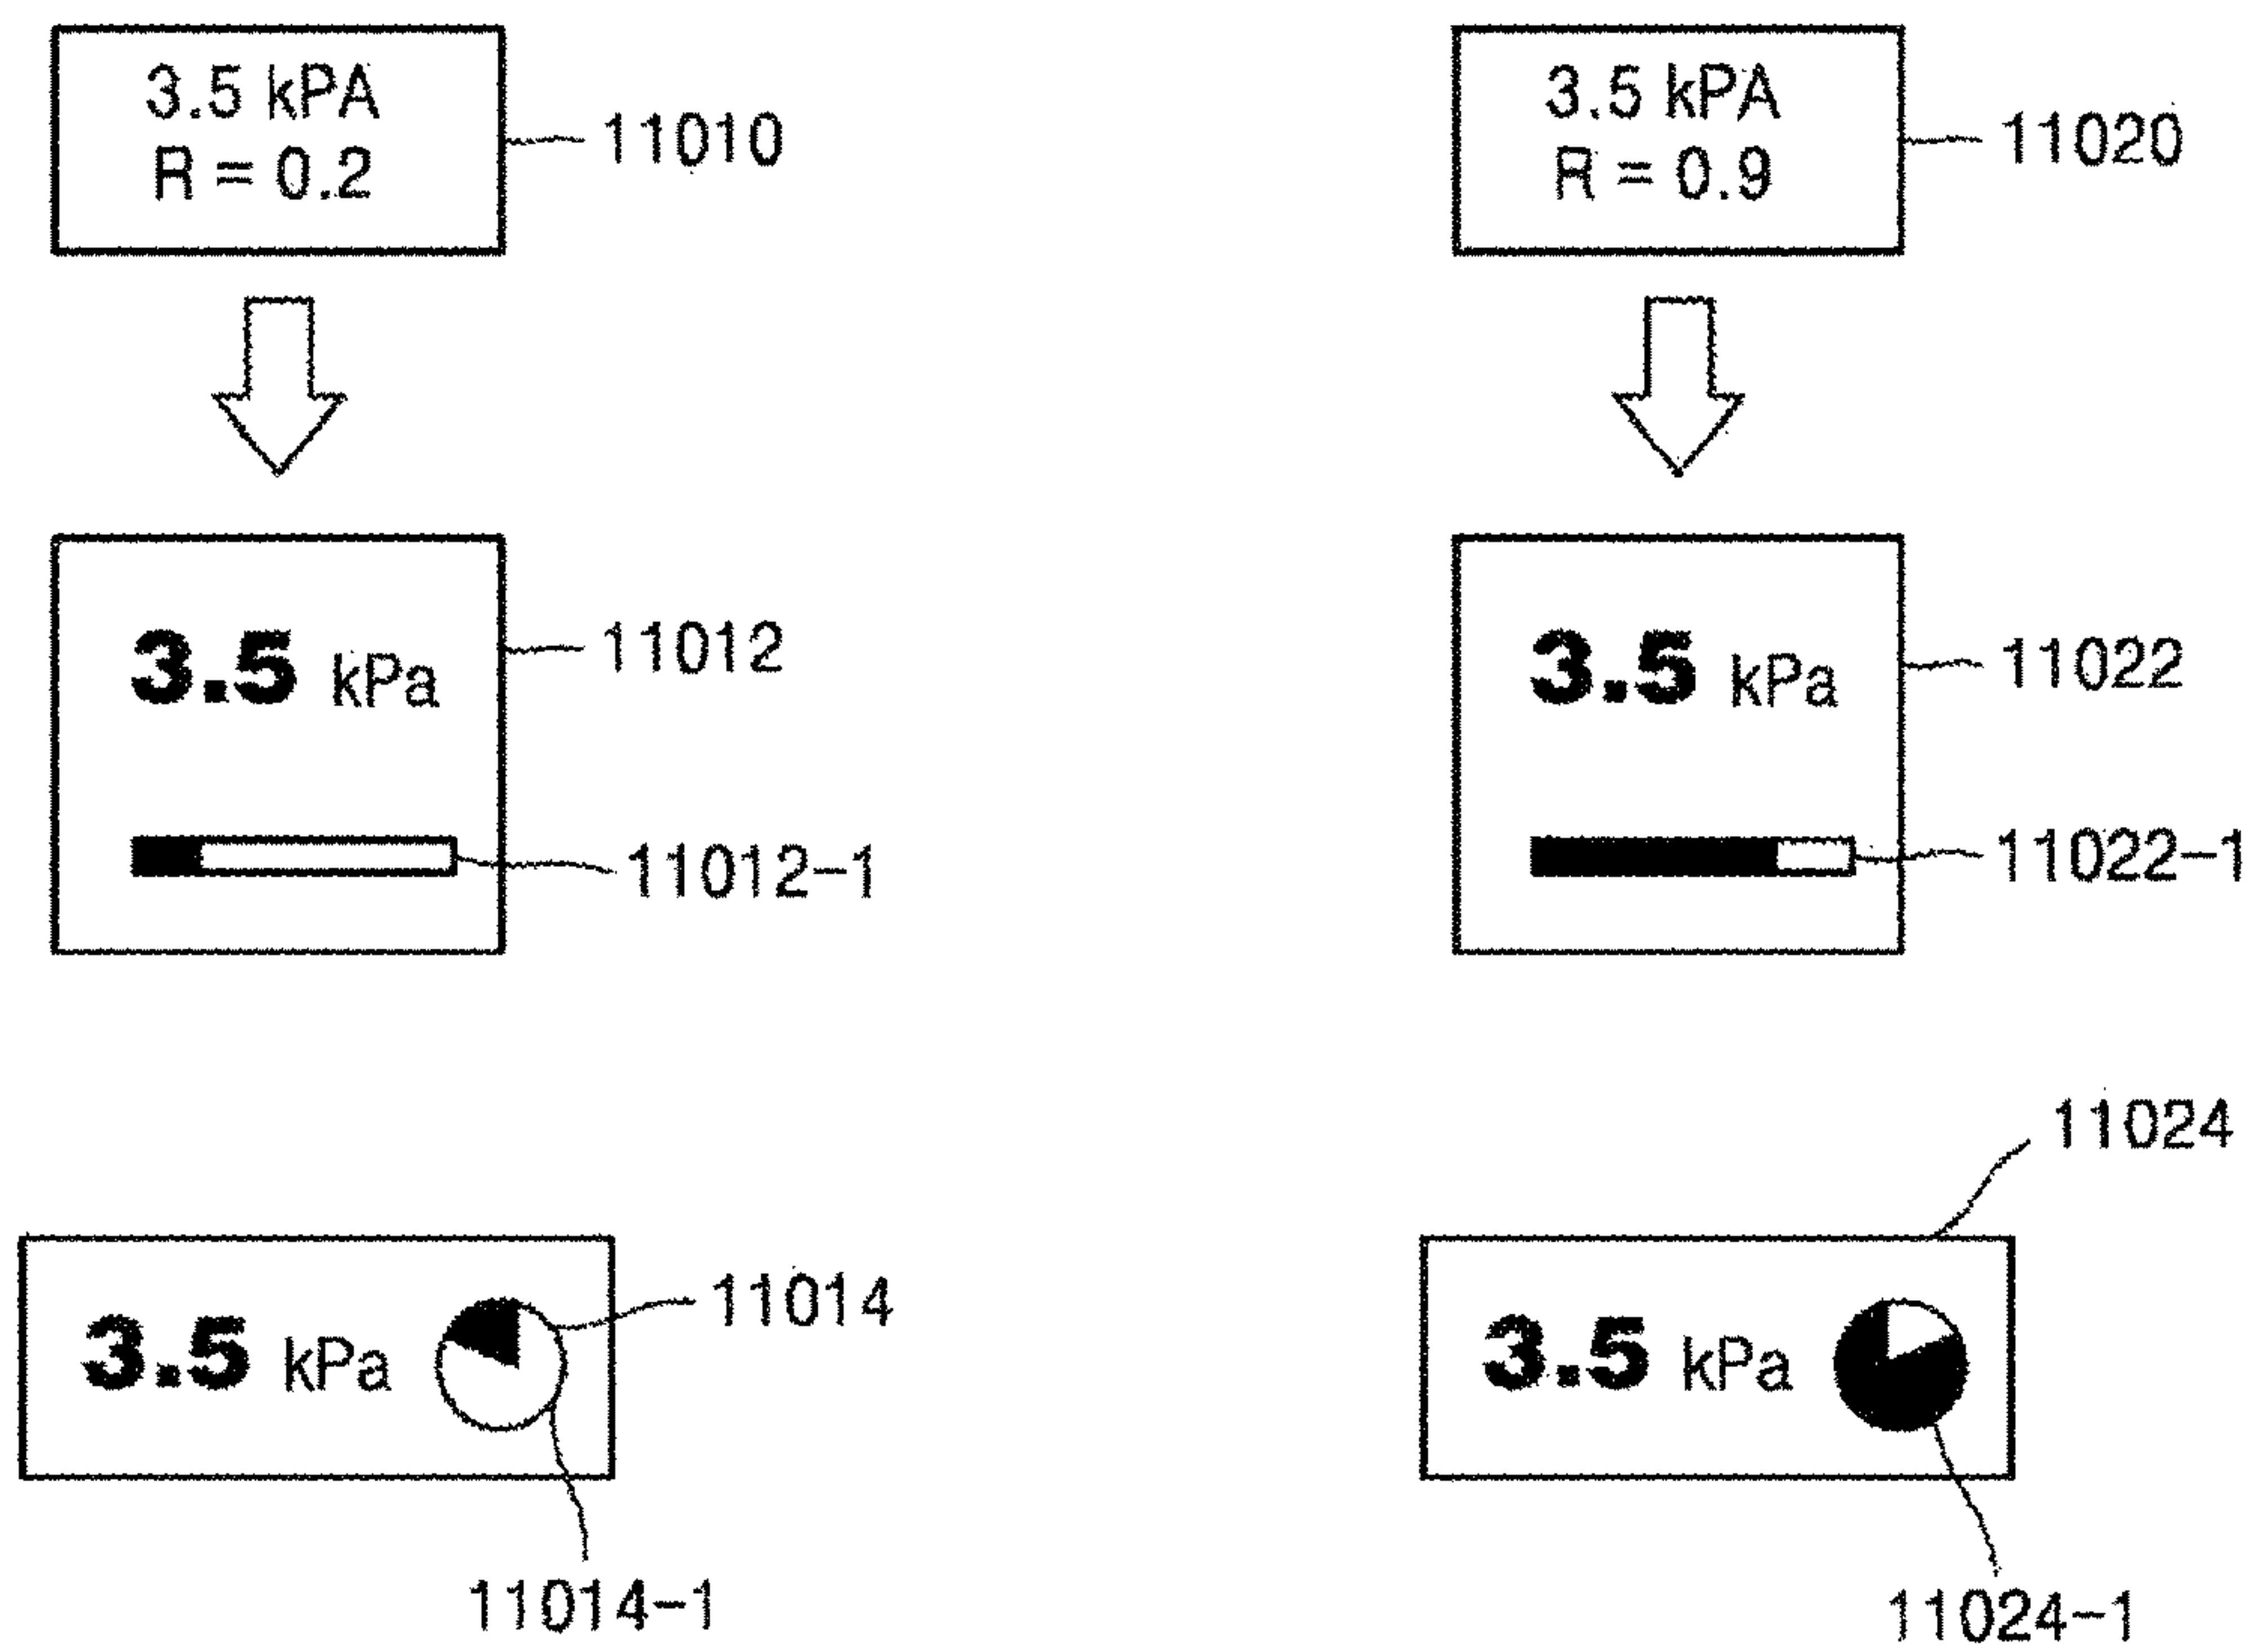 3.5 kPA
R = 0.2
11010
3.5 kPA
R = 0.9
11020
3.5 kPa
11012
11012-1
3.5 kPa
11022
11022-1
3.5 kPa
11014
11014-1
11024
3.5 kPa
11024-1